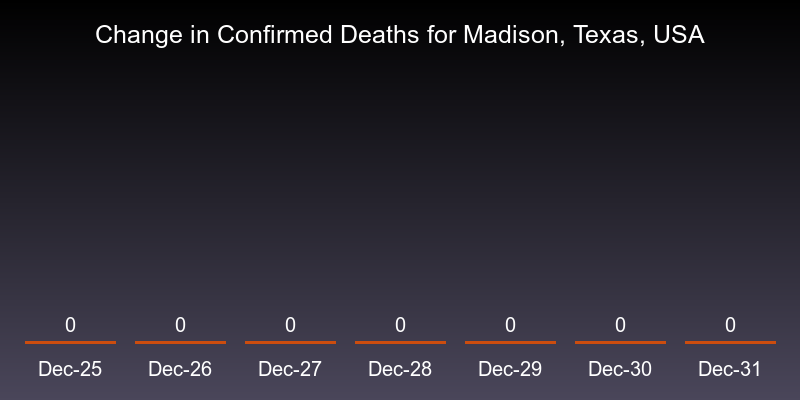 Change in Confirmed Deaths for Madison, Texas, USA
0 0 0 0 0 0 0
Dec-25 Dec-26 Dec-27 Dec-28 Dec-29 Dec-30 Dec-31